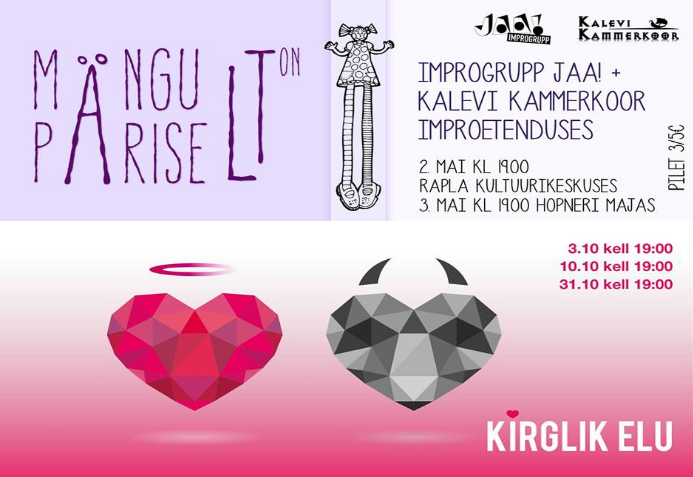 MÄNGU
PÄRISELT ON
JAA!
IMPROGRUPP
KALEVI
KAMMERKOOR
IMPROGRUPP JAA! +
KALEVI KAMMERKOOR
IMPROETENDUSES
2. MAI KL 19.00
RAPLA KULTUURIKESKUSES
3. MAI KL 19.00 HOPNERI MAJAS
PILET 3/5€
3.10 kell 19:00
10.10 kell 19:00
31.10 kell 19:00
KIRGLIK ELU